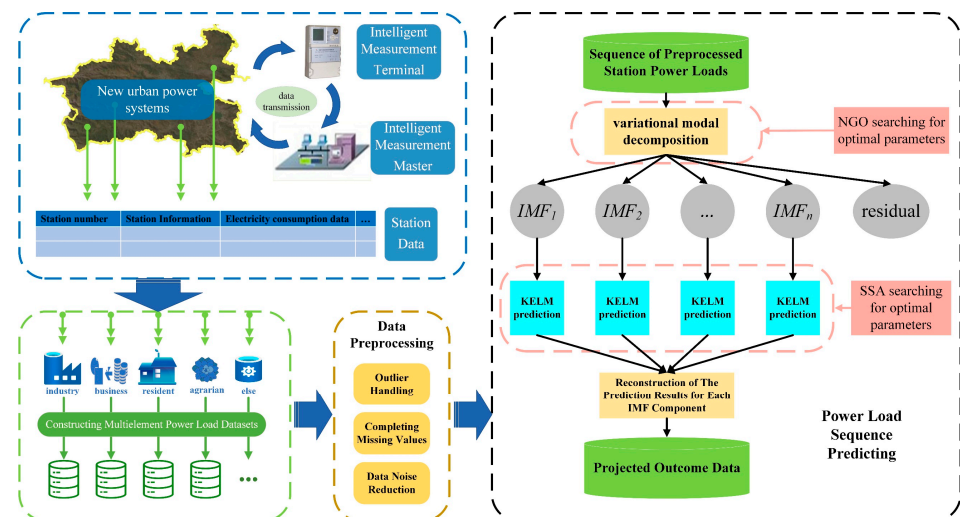 New urban power
systems
Intelligent
Measurement
Terminal
data
transmission
Intelligent
Measurement
Master
Station number Station Information Electricity consumption data ...
Station
Data
industry business resident agrarian else
Constructing Multielement Power Load Datasets
...
Data
Preprocessing
Outlier
Handling
Completing
Missing Values
Data Noise
Reduction
Sequence of Preprocessed
Station Power Loads
variational modal
decomposition
NGO searching for
optimal parameters
IMF1 IMF2 ... IMFn residual
KELM
prediction
KELM
prediction
KELM
prediction
KELM
prediction
SSA searching
for optimal
parameters
Reconstruction of The
Prediction Results for Each
IMF Component
Projected Outcome Data
Power Load
Sequence
Predicting